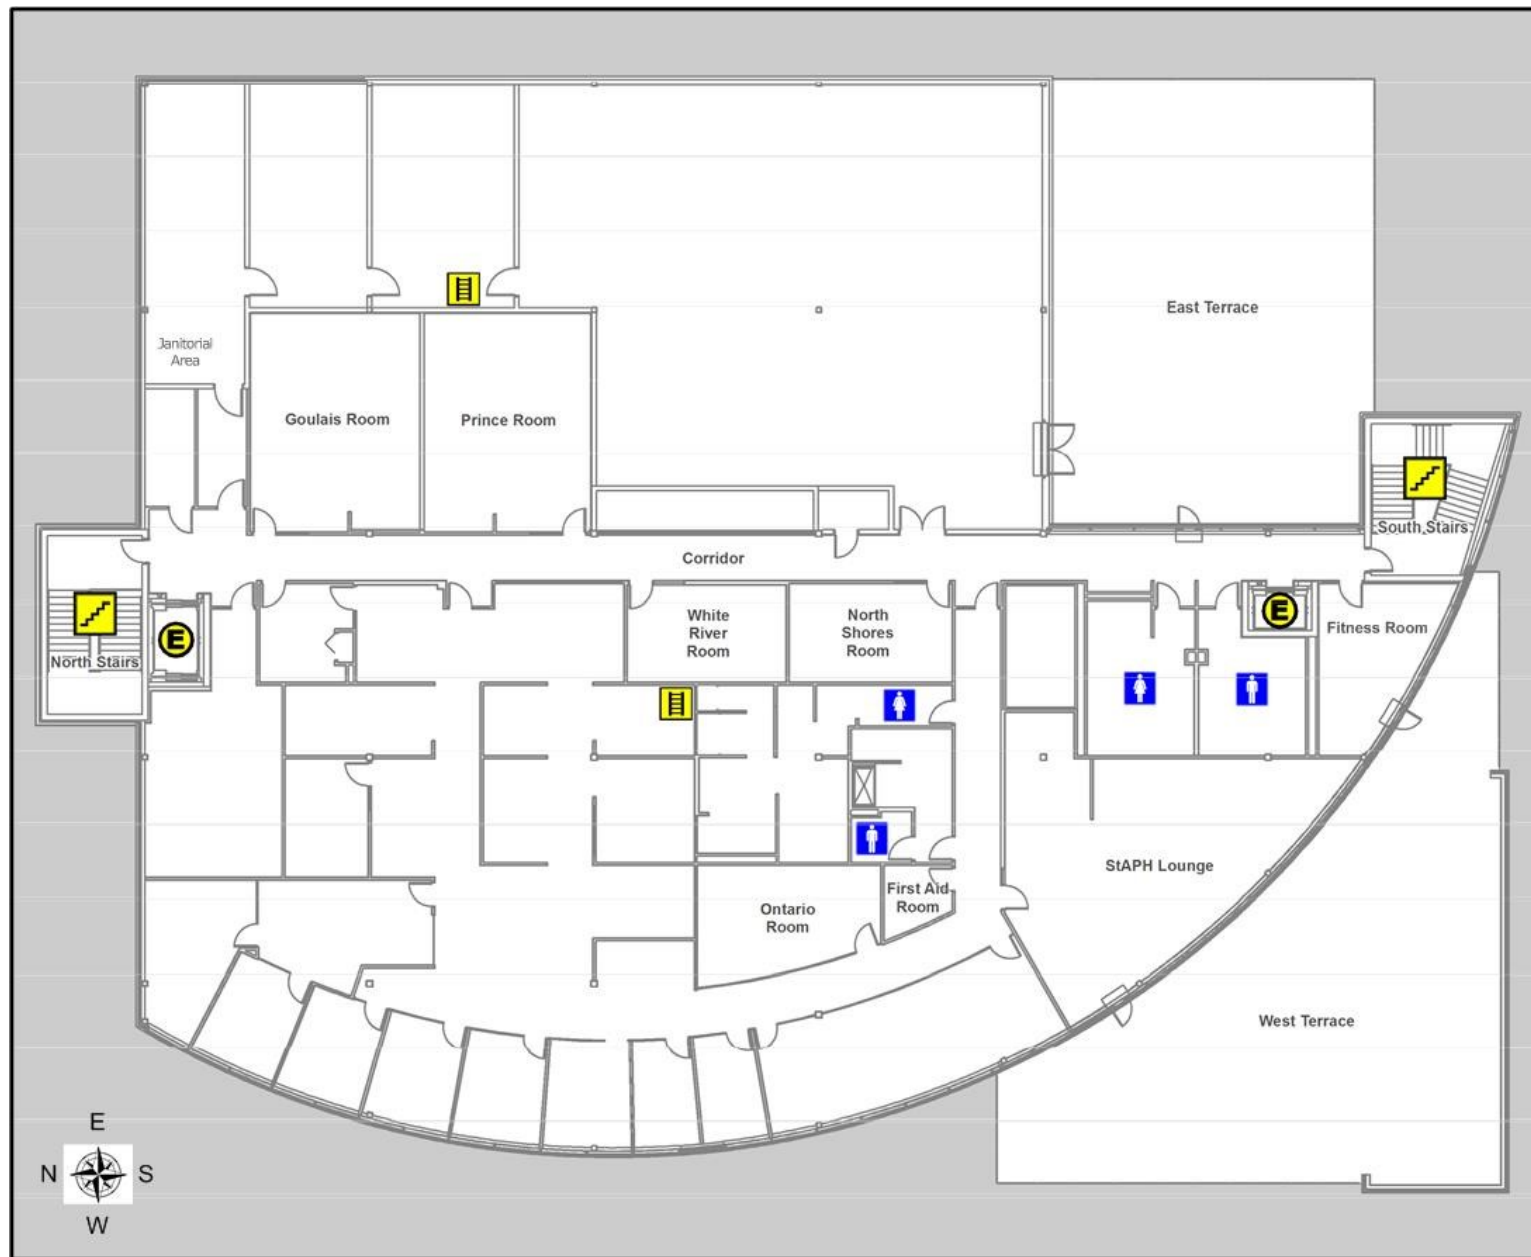 East Terrace
Janitorial
Area
Goulais Room
Prince Room
South Stairs
Corridor
White
River
Room
North
Shores
Room
E
Fitness Room
E
North Stairs
StAPH Lounge
First Aid
Room
Ontario
Room
West Terrace
E
N
S
W